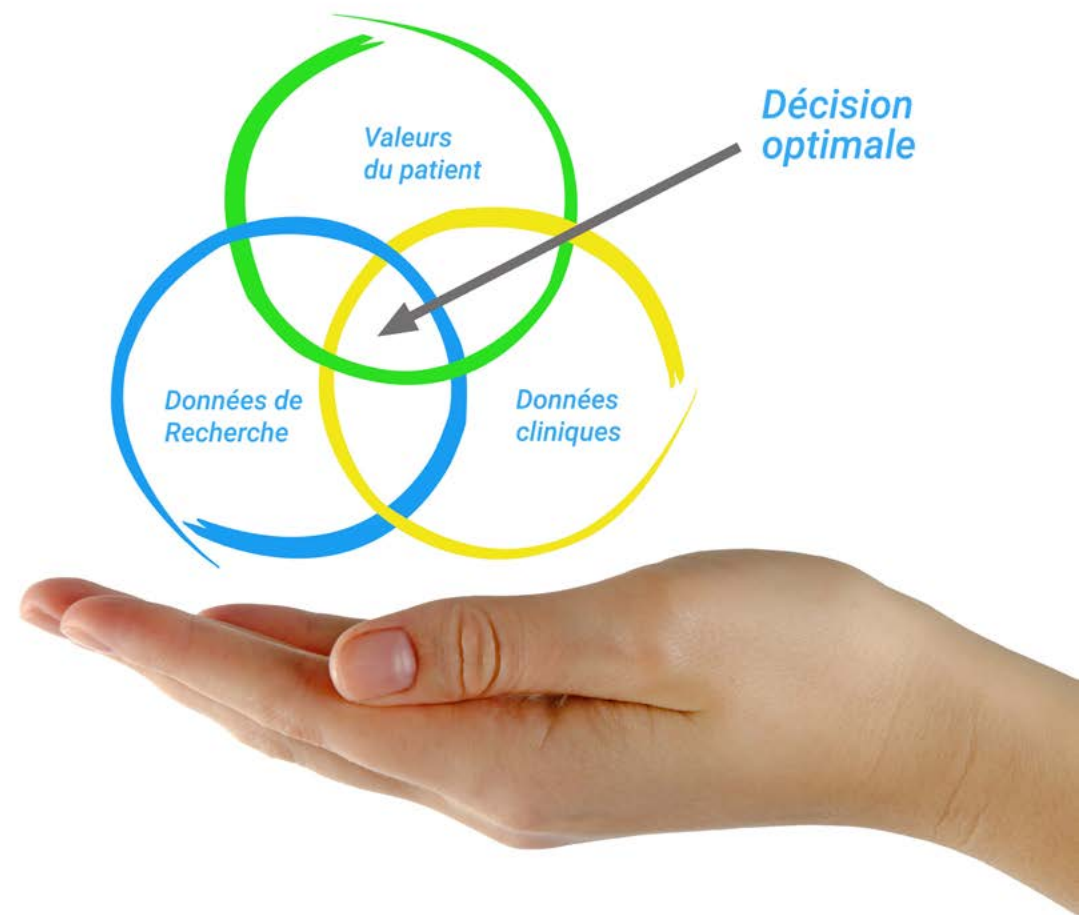 Valeurs
du patient
Décision
optimale
Données de
Recherche
Données
cliniques